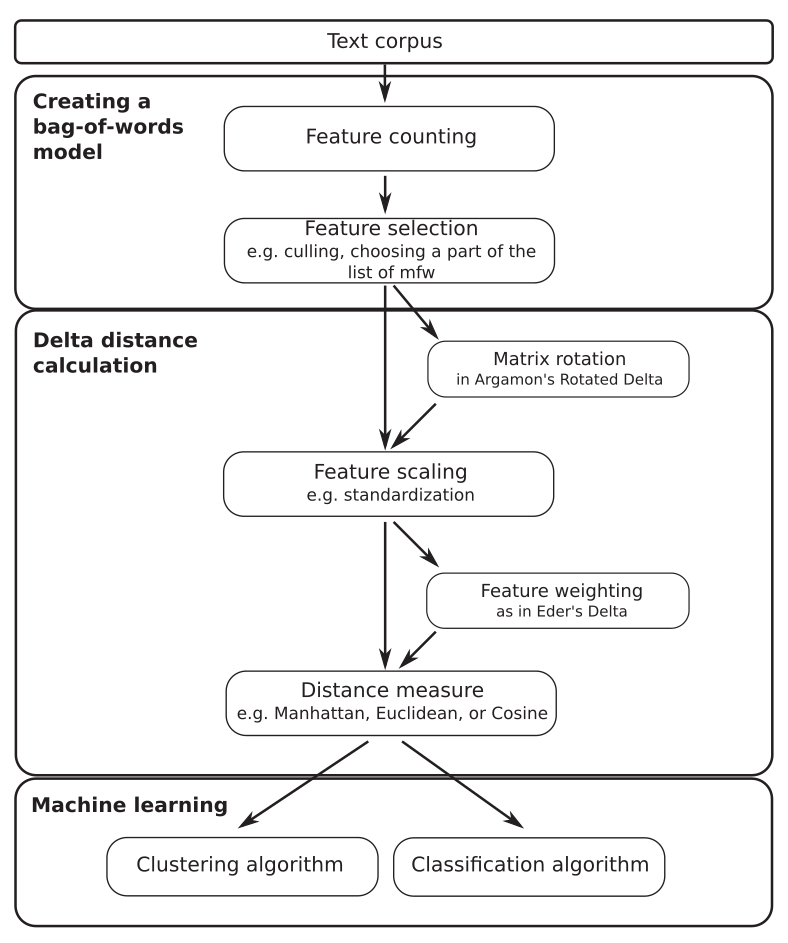 Text corpus
Creating a
bag-of-words
model
Feature counting
Feature selection
e.g. culling, choosing a part of the
list of mfw
Delta distance
calculation
Matrix rotation
in Argamon's Rotated Delta
Feature scaling
e.g. standardization
Feature weighting
as in Eder's Delta
Distance measure
e.g. Manhattan, Euclidean, or Cosine
Machine learning
Clustering algorithm
Classification algorithm